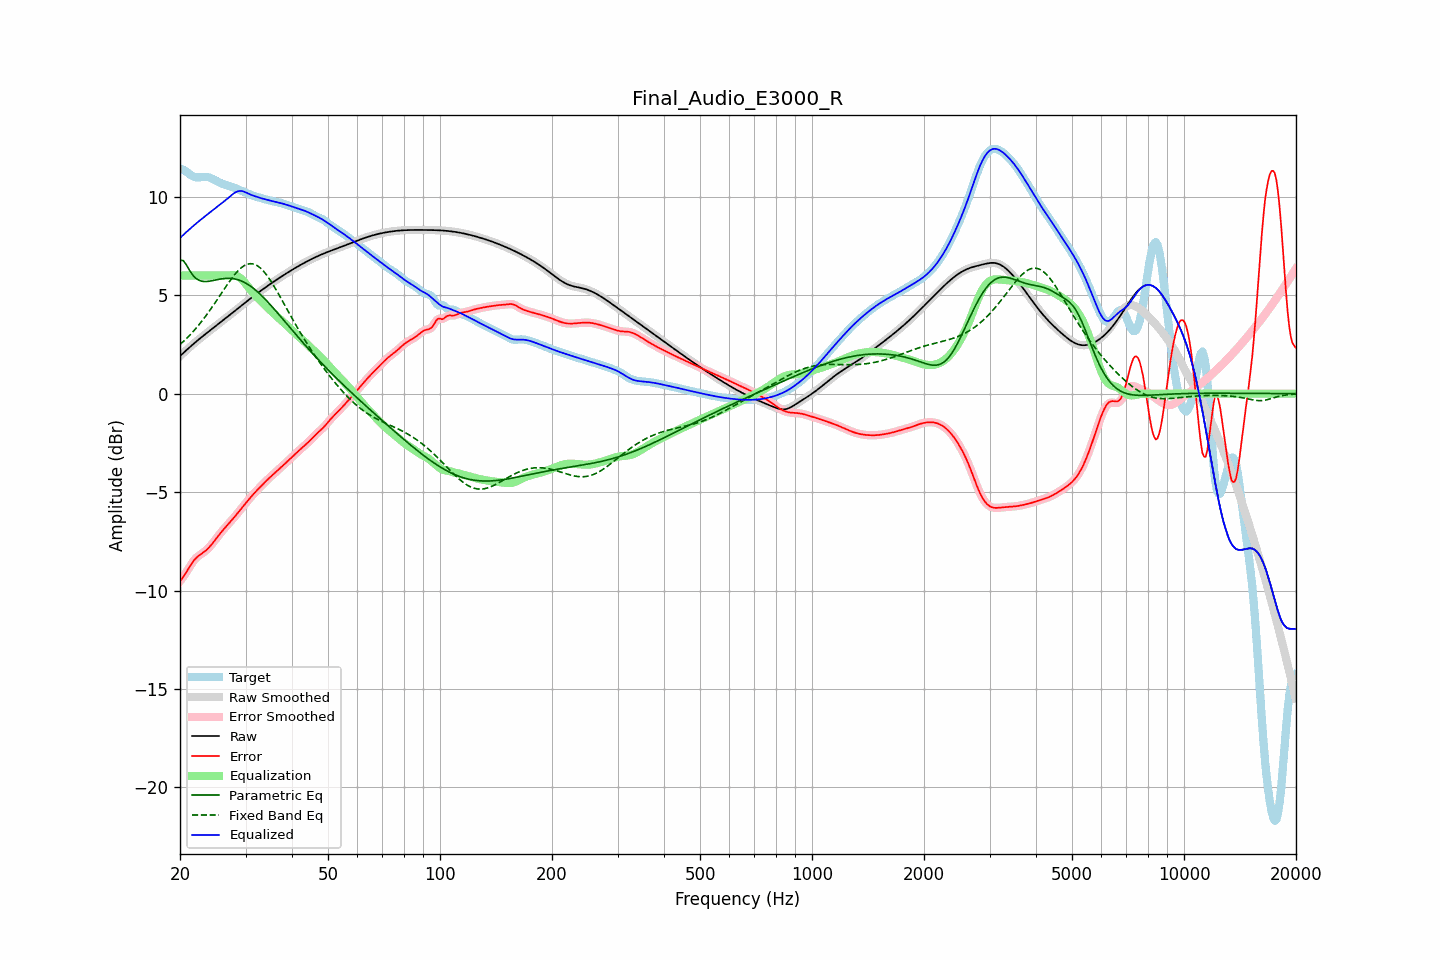 Final_Audio_E3000_R
Amplitude (dBr)
10
5
0
−5
−10
−15
−20
Target
Raw Smoothed
Error Smoothed
Raw
Error
Equalization
Parametric Eq
Fixed Band Eq
Equalized
20 50 100 200 500 1000 2000 5000 10000 20000
Frequency (Hz)